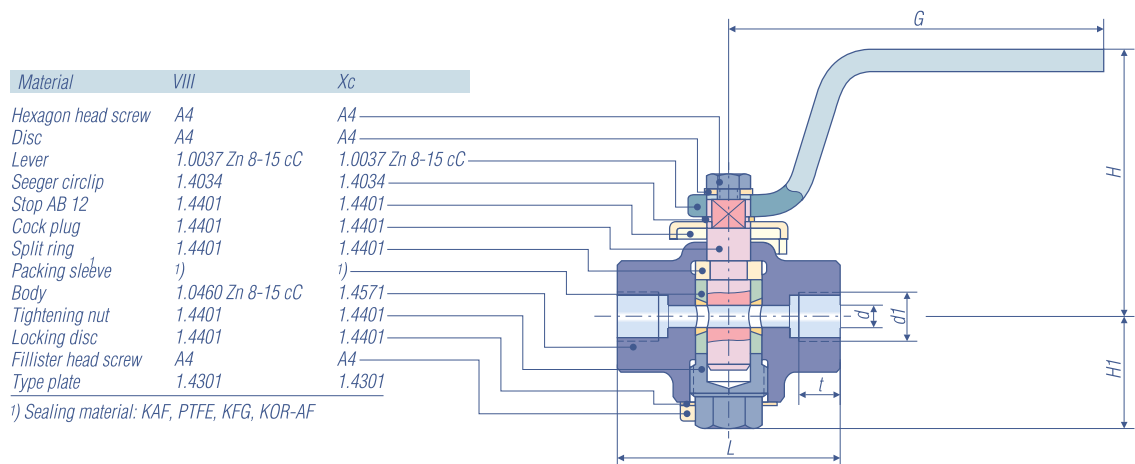 Material VIII Xc
Hexagon head screw A4 A4
Disc A4 A4
Lever 1.0037 Zn 8-15 cC 1.0037 Zn 8-15 cC
Seeger circlip 1.4034 1.4034
Stop AB 12 1.4401 1.4401
Cock plug 1.4401 1.4401
Split ring 1.4401 1.4401
Packing sleeve 1 1) 1)
Body 1.0460 Zn 8-15 cC 1.4571
Tightening nut 1.4401 1.4401
Locking disc 1.4401 1.4401
Fillister head screw A4 A4
Type plate 1.4301 1.4301
1) Sealing material: KAF, PTFE, KFG, KOR-AF
G
H
d
d1
H1
t
L